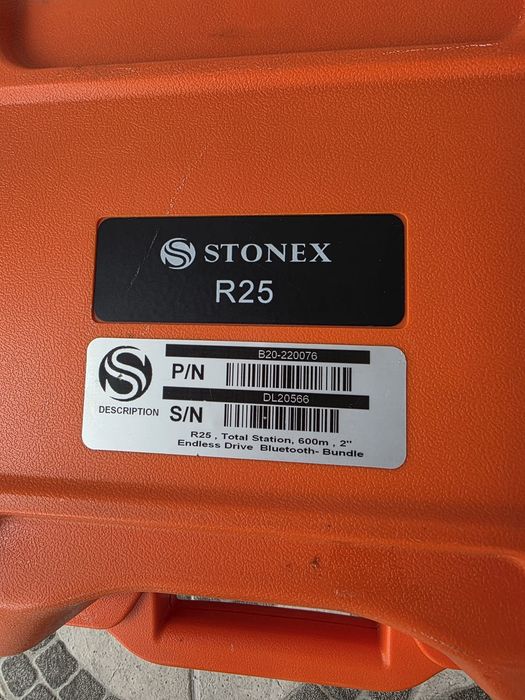 STONEX
R25
B20-220076
P/N
DL20566
DESCRIPTION S/N
R25 , Total Station, 600m , 2"
Endless Drive Bluetooth- Bundle